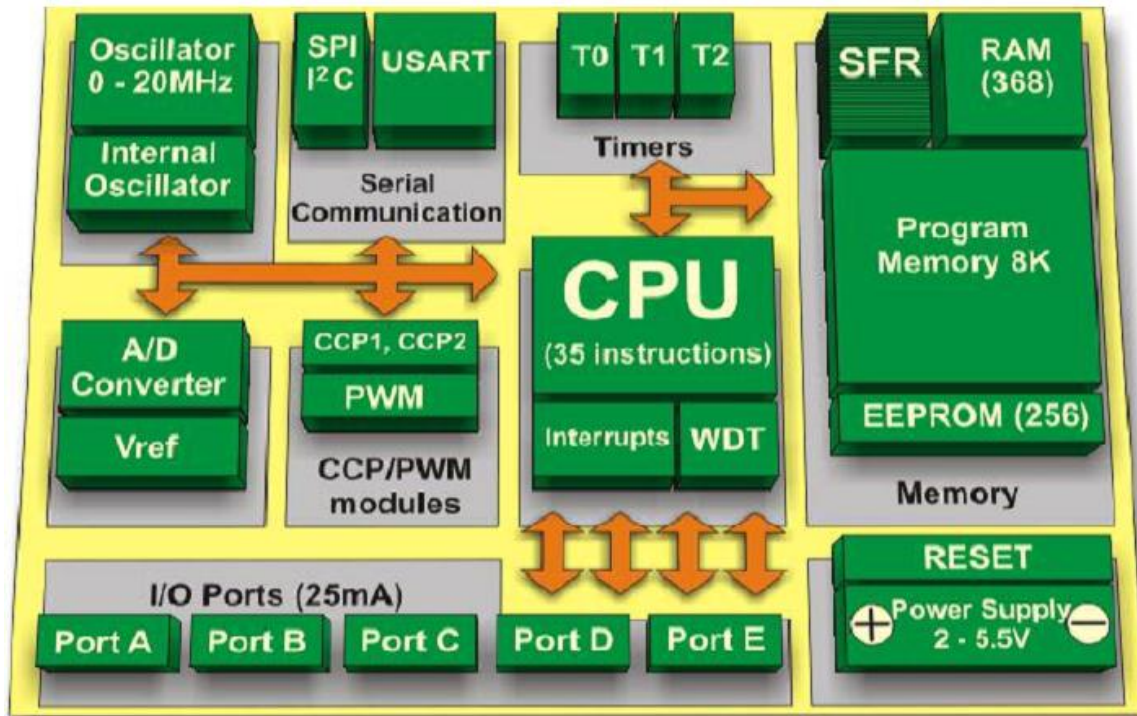 Oscillator
0 - 20MHz
Internal
Oscillator
SPI
I²C
USART
Serial
Communication
T0
T1
T2
Timers
SFR
RAM
(368)
Program
Memory 8K
EEPROM (256)
Memory
A/D
Converter
Vref
CCP1, CCP2
PWM
CCP/PWM
modules
CPU
(35 instructions)
Interrupts
WDT
I/O Ports (25mA)
Port A
Port B
Port C
Port D
Port E
RESET
+
Power Supply
2 - 5.5V
−